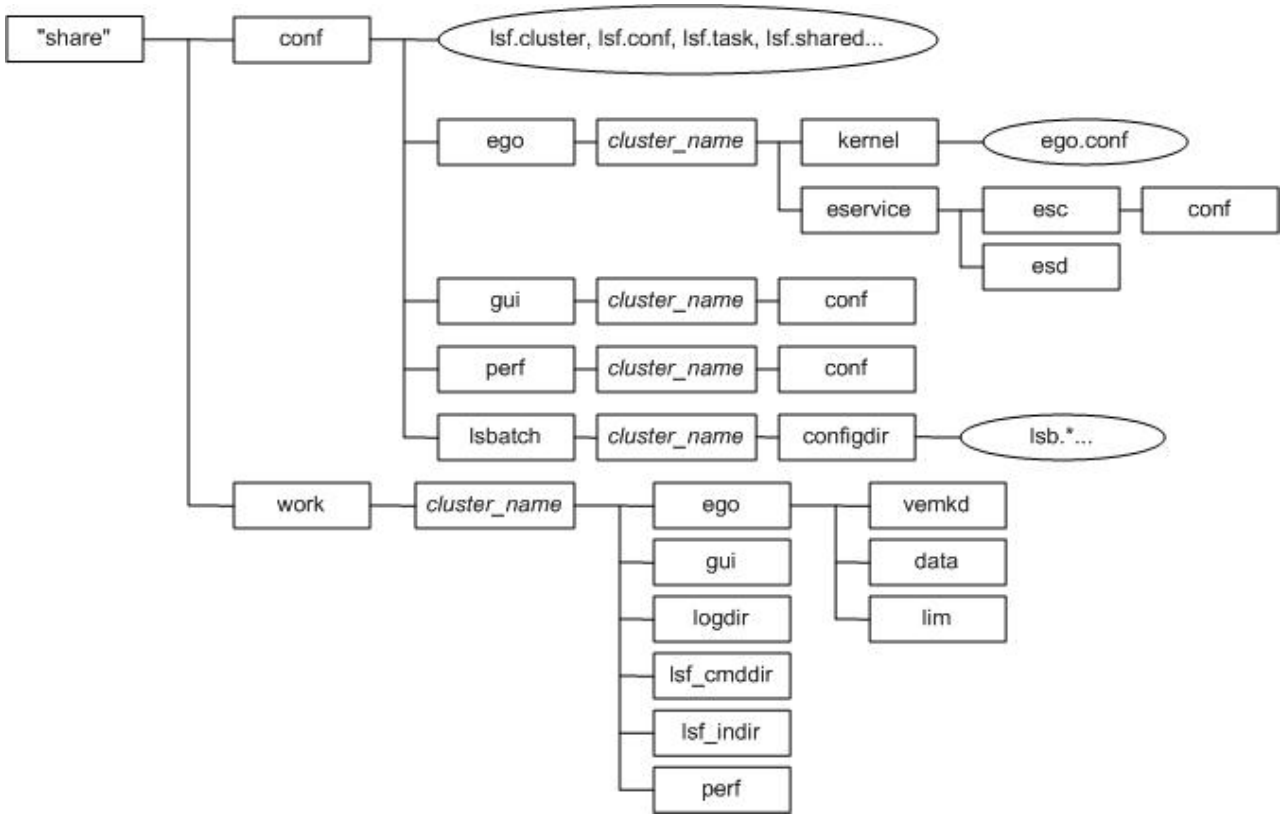 "share"
conf
lsf.cluster, lsf.conf, lsf.task, lsf.shared...
ego
cluster_name
kernel
ego.conf
eservice
esc
conf
esd
gui
cluster_name
conf
perf
cluster_name
conf
lsbatch
cluster_name
configdir
lsb.*...
work
cluster_name
ego
vemkd
gui
data
logdir
lim
lsf_cmddir
lsf_indir
perf